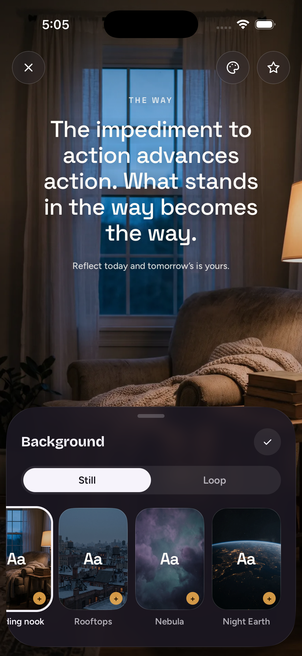 5:05
THE WAY
The impediment to
action advances
action. What stands
in the way becomes
the way.
Reflect today and tomorrow's is yours.
Background
Still Loop
Aa Aa Aa Aa
ding nook Rooftops Nebula Night Earth